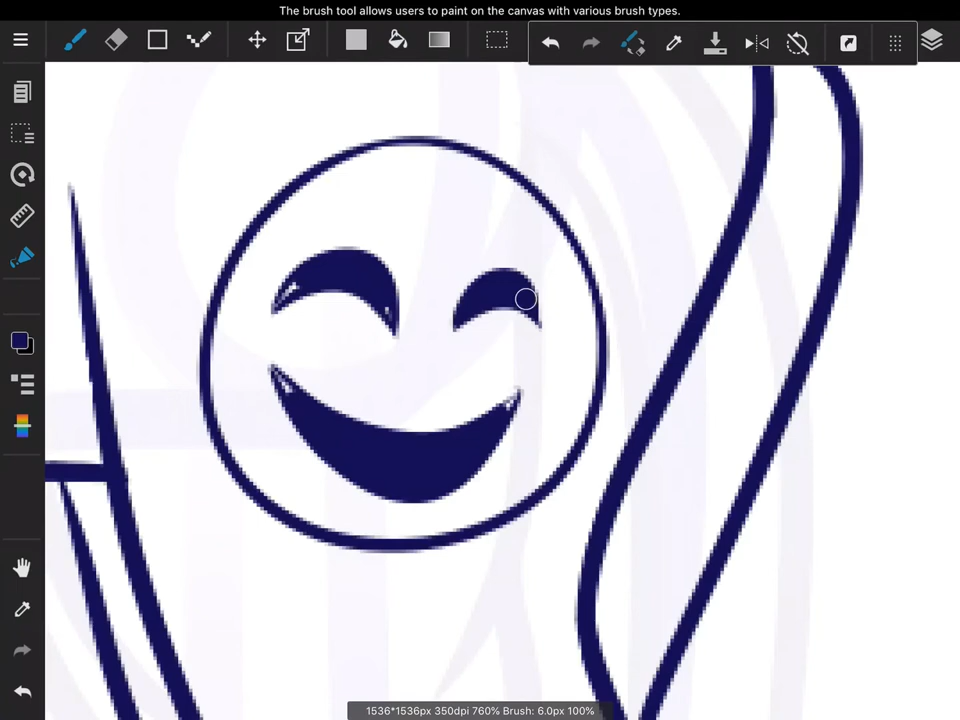 The brush tool allows users to paint on the canvas with various brush types.
1536*1536px 350dpi 760% Brush: 6.0px 100%